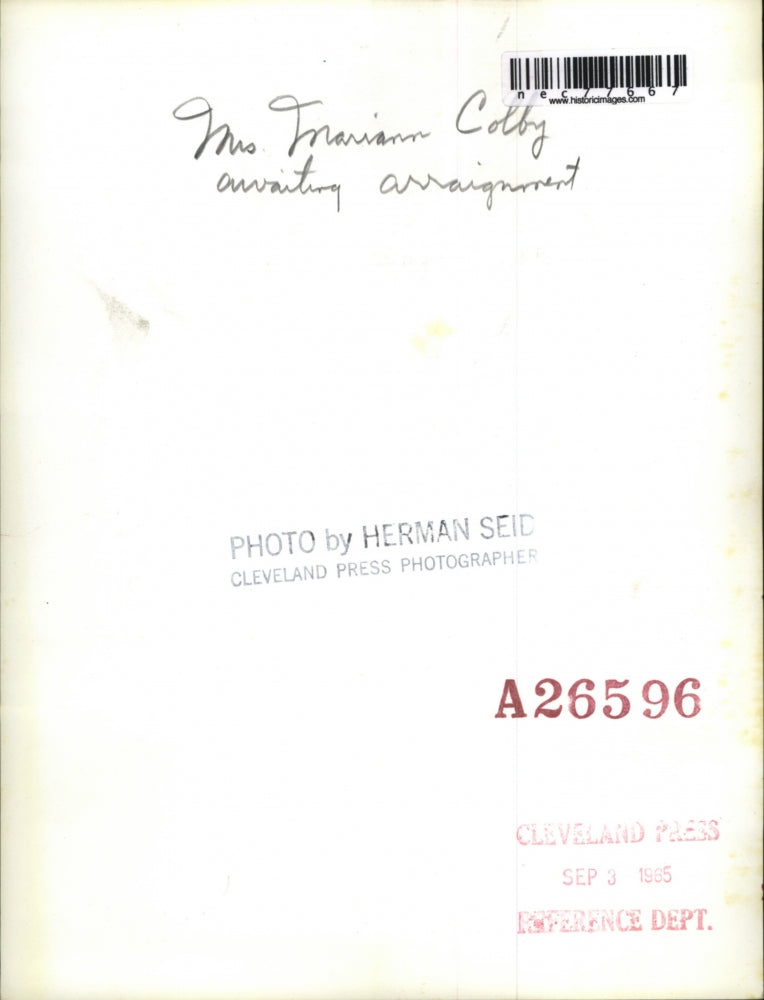 nec77667
www.historicimages.com
Mrs. Mariann Colby
awaiting arraignment
PHOTO by HERMAN SEID
CLEVELAND PRESS PHOTOGRAPHER
A26596
CLEVELAND PRESS
SEP 3 1965
REFERENCE DEPT.